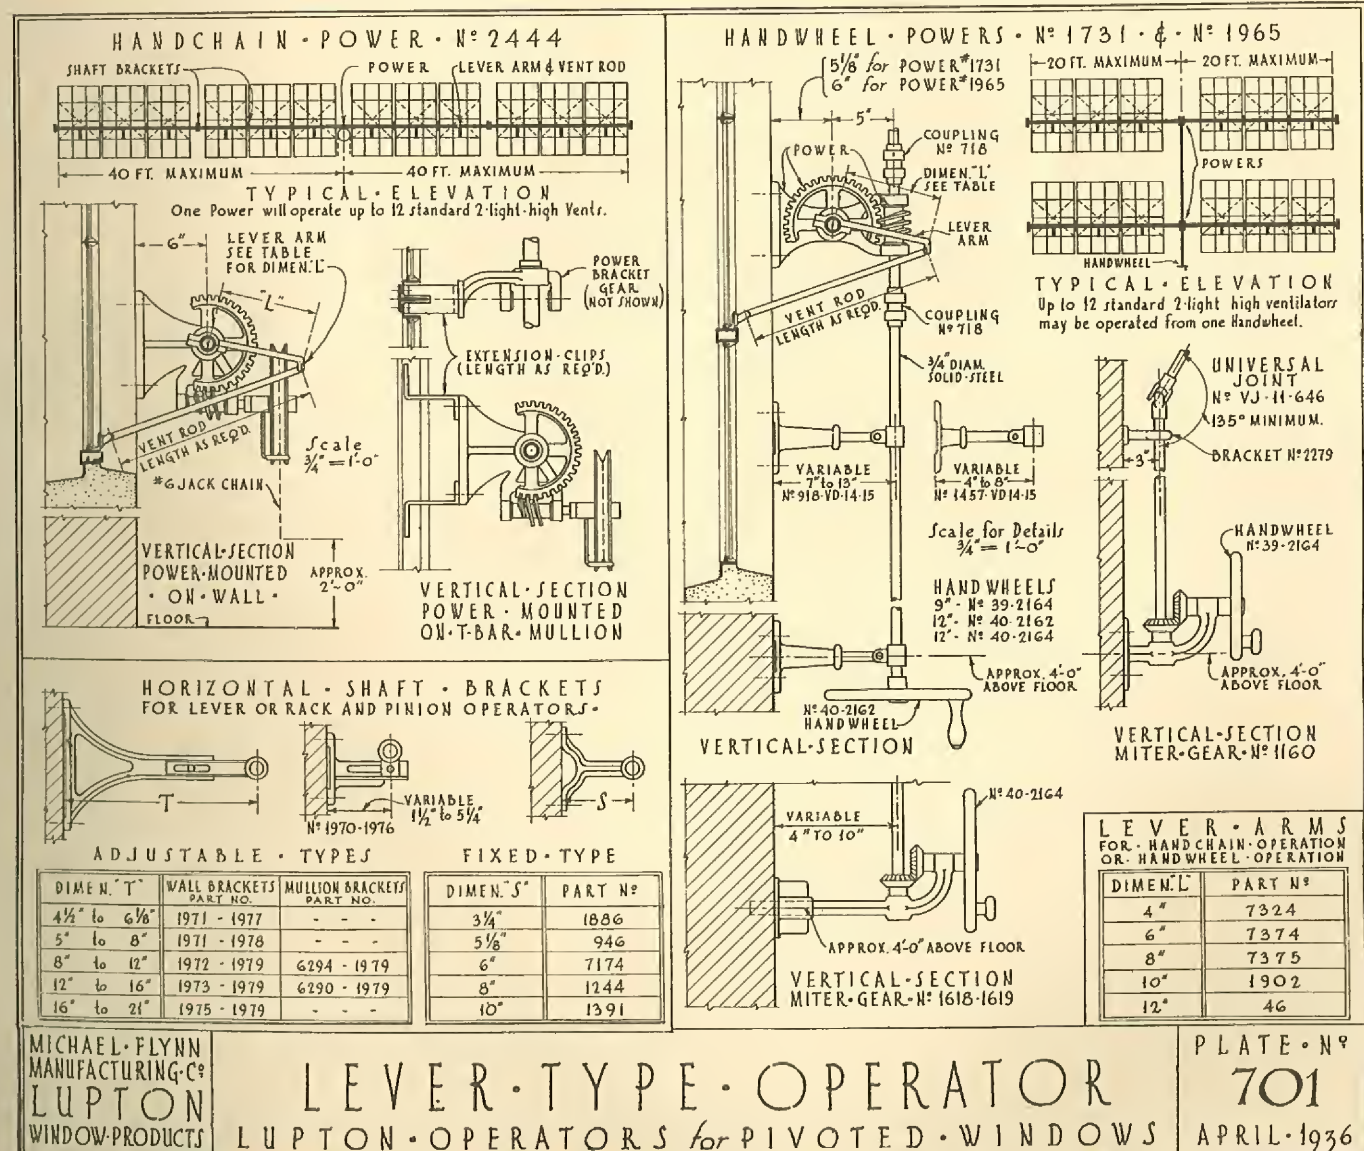 HANDCHAIN · POWER · Nº 2444
SHAFT BRACKETS
POWER
LEVER ARM & VENT ROD
40 FT. MAXIMUM
40 FT. MAXIMUM
TYPICAL · ELEVATION
One Power will operate up to 12 standard 2-light-high Vents.
6"
LEVER ARM
SEE TABLE
FOR DIMEN. "L"
"L"
VENT ROD
LENGTH AS REQD.
Scale
3/4" = 1'-0"
#6 JACK CHAIN
VERTICAL·SECTION
POWER·MOUNTED
· ON · WALL ·
FLOOR
APPROX.
2'-0"
POWER
BRACKET
GEAR
(NOT SHOWN)
EXTENSION-CLIPS
(LENGTH AS REQ'D.)
VERTICAL·SECTION
POWER · MOUNTED
ON·T-BAR·MULLION
HANDWHEEL · POWERS · Nº 1731 · & · Nº 1965
5 1/8" for POWER #1731
6" for POWER #1965
5"
POWER
COUPLING
Nº 718
DIMEN. "L"
SEE TABLE
LEVER
ARM
VENT ROD
LENGTH AS REQD.
COUPLING
Nº 718
3/4" DIAM.
SOLID·STEEL
VARIABLE
7" to 13"
Nº 918-VD-14-15
VARIABLE
4" to 8"
Nº 1457-VD14-15
Scale for Details
3/4" = 1'-0"
HANDWHEELS
9" - Nº 39-2164
12" - Nº 40-2162
12" - Nº 40-2164
APPROX. 4'-0"
ABOVE FLOOR
Nº 40-2162
HANDWHEEL
VERTICAL·SECTION
20 FT. MAXIMUM
20 FT. MAXIMUM
POWERS
HANDWHEEL
TYPICAL · ELEVATION
Up to 12 standard 2-light high ventilators
may be operated from one Handwheel.
UNIVERSAL
JOINT
Nº VJ-11-646
135° MINIMUM.
3"
BRACKET Nº 2279
HANDWHEEL
Nº 39-2164
APPROX. 4'-0"
ABOVE FLOOR
VERTICAL·SECTION
MITER·GEAR·Nº 1160
VARIABLE
4" TO 10"
Nº 40-2164
APPROX. 4'-0" ABOVE FLOOR
VERTICAL·SECTION
MITER·GEAR·Nº 1618-1619
HORIZONTAL · SHAFT · BRACKETS
FOR LEVER OR RACK AND PINION OPERATORS·
T
VARIABLE
1 1/2" to 5 1/4"
Nº 1970-1976
S
ADJUSTABLE · TYPES
DIMEN. "T" WALL BRACKETS PART NO. MULLION BRACKETS PART NO.
4 1/2" to 6 1/8" 1971 - 1977 - - -
5" to 8" 1971 - 1978 - - -
8" to 12" 1972 - 1979 6294 - 1979
12" to 16" 1973 - 1979 6290 - 1979
16" to 21" 1975 - 1979 - - -
FIXED · TYPE
DIMEN. "S" PART Nº
3 1/4" 1886
5 1/8" 946
6" 7174
8" 1244
10" 1391
LEVER · ARMS
FOR · HANDCHAIN·OPERATION
OR · HANDWHEEL·OPERATION
DIMEN. "L" PART Nº
4" 7324
6" 7374
8" 7375
10" 1902
12" 46
MICHAEL·FLYNN
MANUFACTURING·Cº
LUPTON
WINDOW·PRODUCTS
LEVER · TYPE · OPERATOR
LUPTON · OPERATORS for PIVOTED · WINDOWS
PLATE · Nº
701
APRIL · 1936